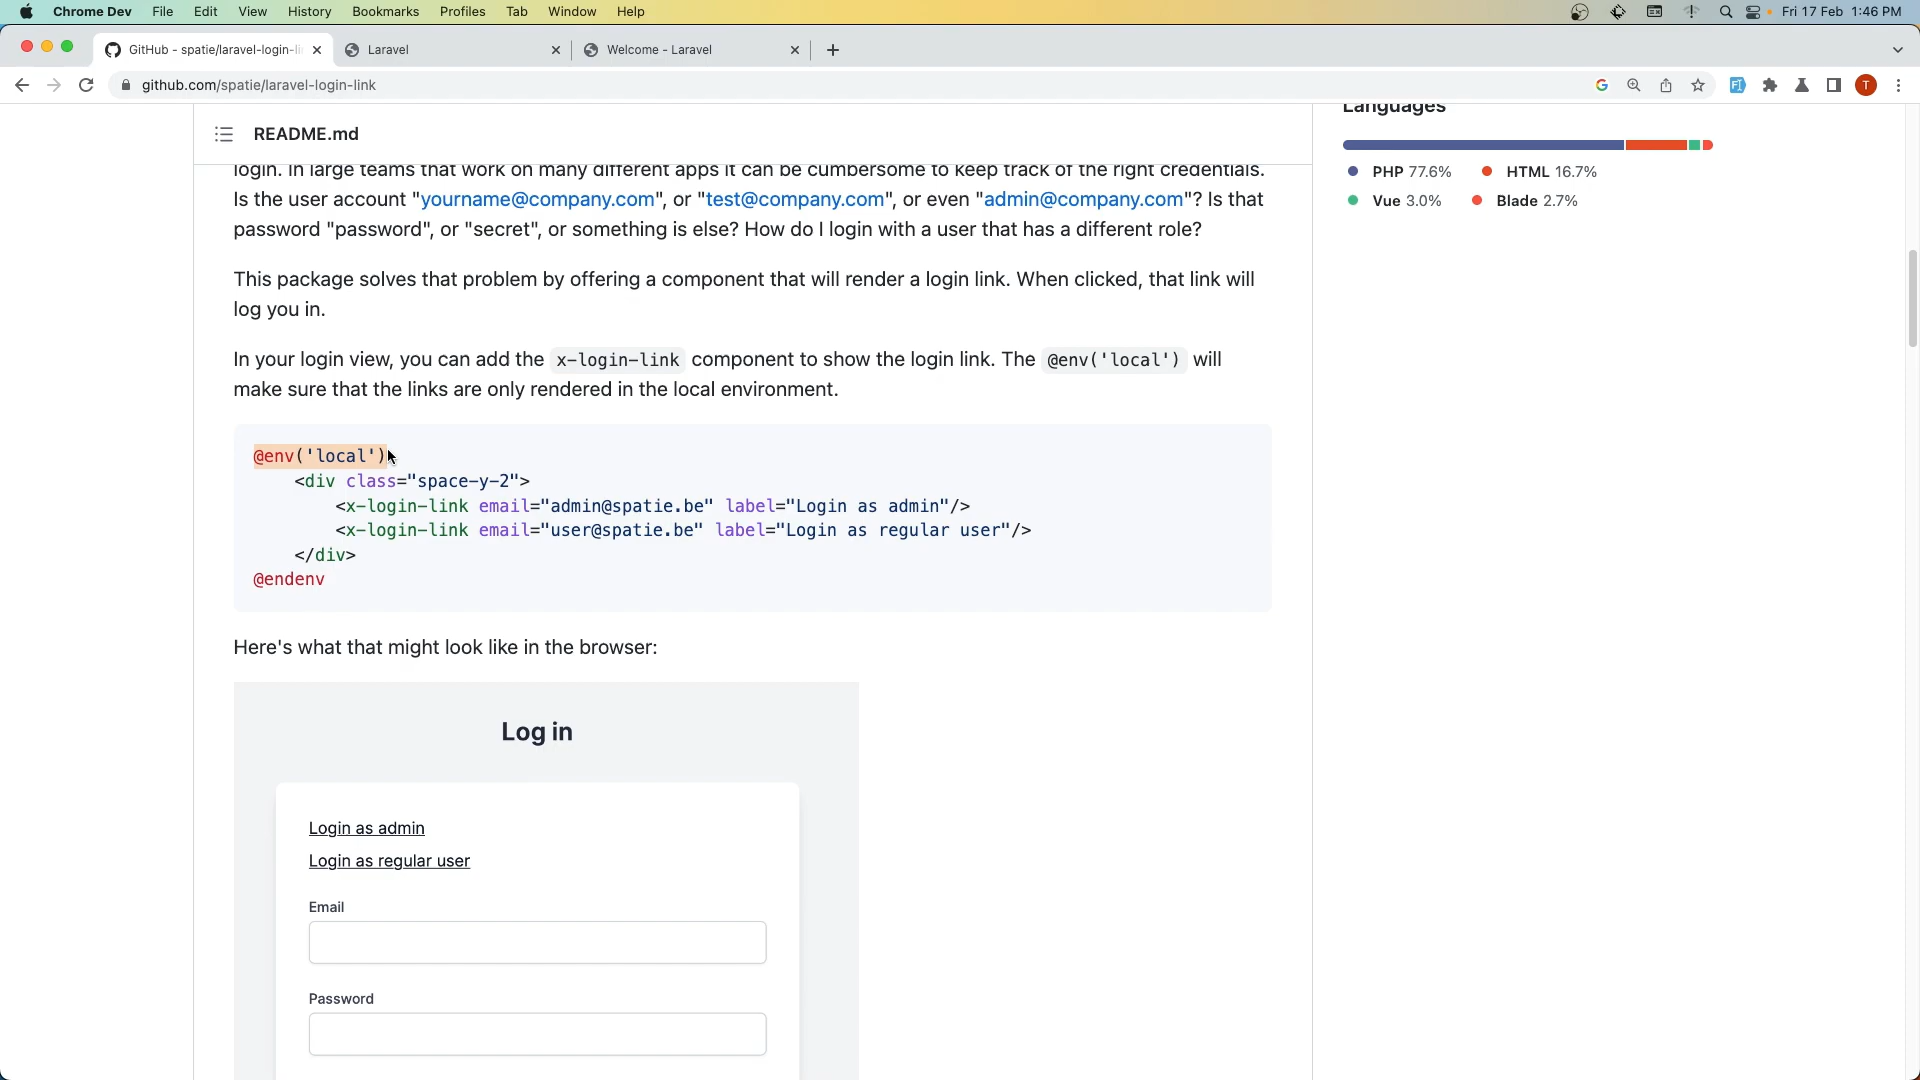 Chrome Dev File Edit View History Bookmarks Profiles Tab Window Help Fri 17 Feb 1:46 PM
GitHub - spatie/laravel-login-li Laravel Welcome - Laravel
github.com/spatie/laravel-login-link T
README.md
login. In large teams that work on many different apps it can be cumbersome to keep track of the right credentials.
Is the user account "yourname@company.com", or "test@company.com", or even "admin@company.com"? Is that
password "password", or "secret", or something is else? How do I login with a user that has a different role?
This package solves that problem by offering a component that will render a login link. When clicked, that link will
log you in.
In your login view, you can add the x-login-link component to show the login link. The @env('local') will
make sure that the links are only rendered in the local environment.
@env('local')
<div class="space-y-2">
<x-login-link email="admin@spatie.be" label="Login as admin"/>
<x-login-link email="user@spatie.be" label="Login as regular user"/>
</div>
@endenv
Here's what that might look like in the browser:
Log in
Login as admin
Login as regular user
Email
Password
Languages
PHP 77.6% HTML 16.7%
Vue 3.0% Blade 2.7%